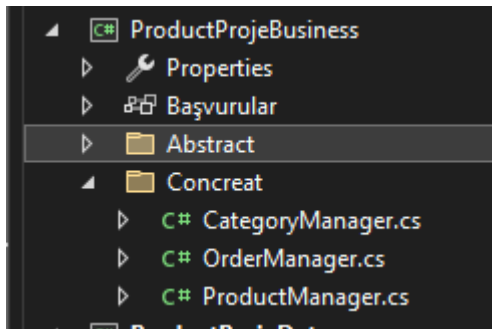 C# ProductProjeBusiness
Properties
Başvurular
Abstract
Concreat
C# CategoryManager.cs
C# OrderManager.cs
C# ProductManager.cs